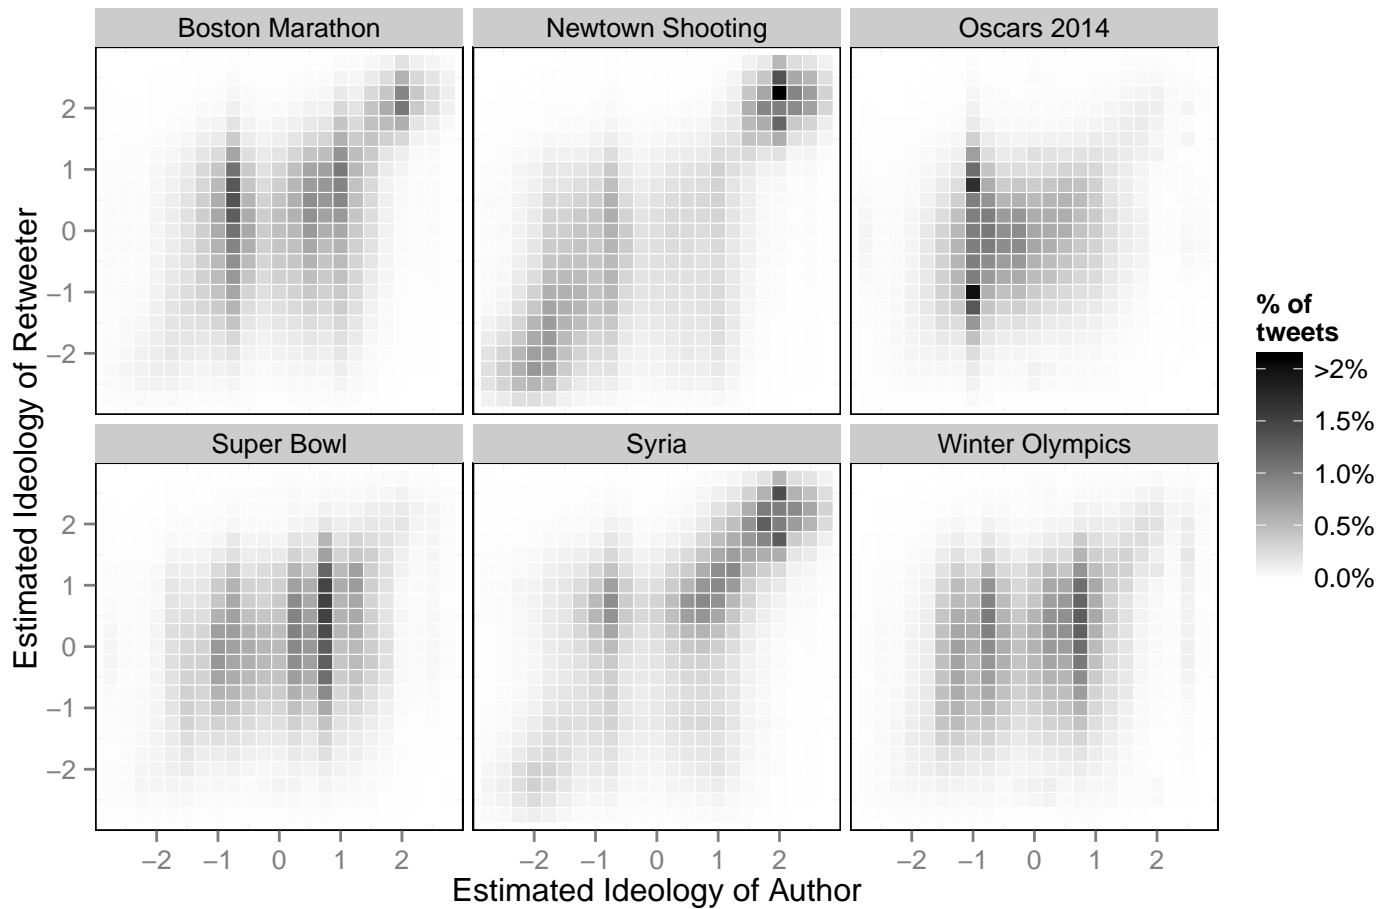 Boston Marathon
Newtown Shooting
Oscars 2014
2
1
0
−1
−2
Estimated Ideology of Retweeter
% of
tweets
>2%
1.5%
1.0%
0.5%
0.0%
Super Bowl
Syria
Winter Olympics
2
1
0
−1
−2
−2 −1 0 1 2
−2 −1 0 1 2
−2 −1 0 1 2
Estimated Ideology of Author